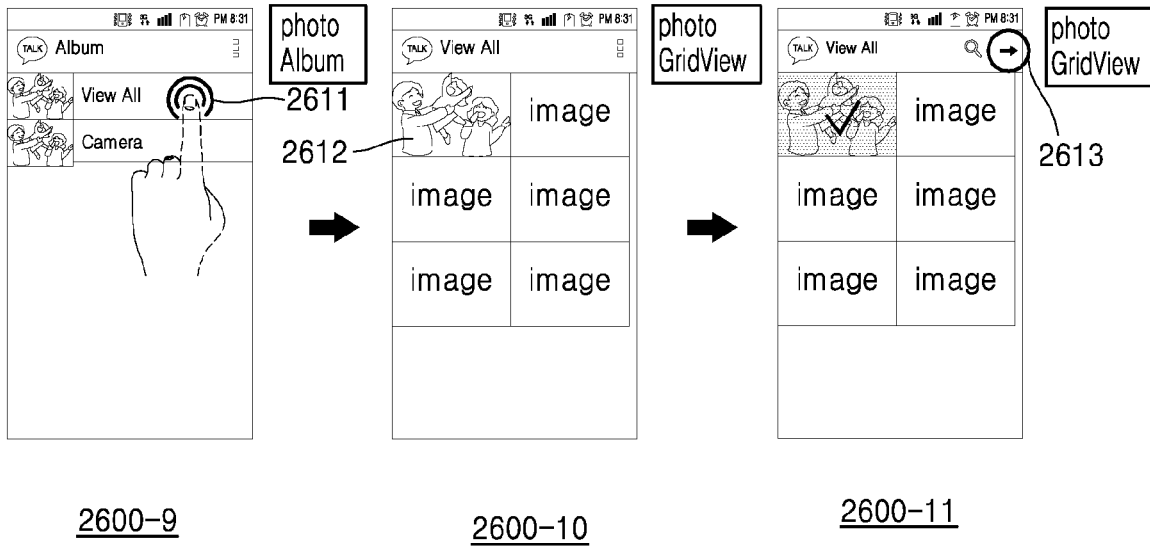 PM 8:31
TALK Album
View All
Camera
photo
Album
2611
2600-9
PM 8:31
TALK View All
image
image image
image image
photo
GridView
2612
2600-10
PM 8:31
TALK View All
image
image image
image image
photo
GridView
2613
2600-11